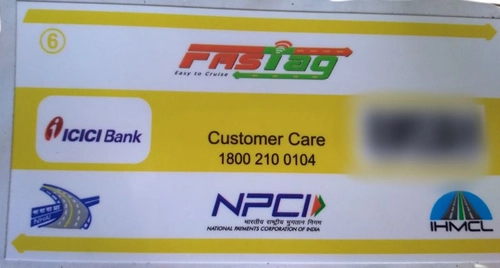 6
FASTag
Easy to Cruise
i ICICI Bank
Customer Care
1800 210 0104
NHAI
NPCI
भारतीय राष्ट्रीय भुगतान निगम
NATIONAL PAYMENTS CORPORATION OF INDIA
IHMCL